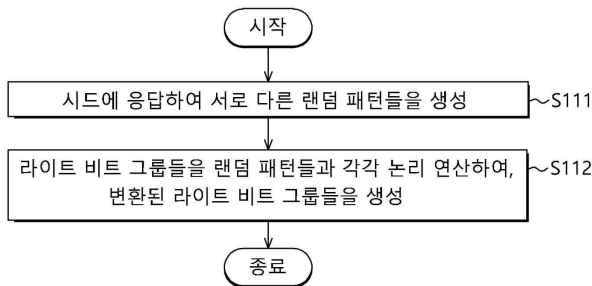 시작
시드에 응답하여 서로 다른 랜덤 패턴들을 생성
S111
라이트 비트 그룹들을 랜덤 패턴들과 각각 논리 연산하여,
변환된 라이트 비트 그룹들을 생성
S112
종료